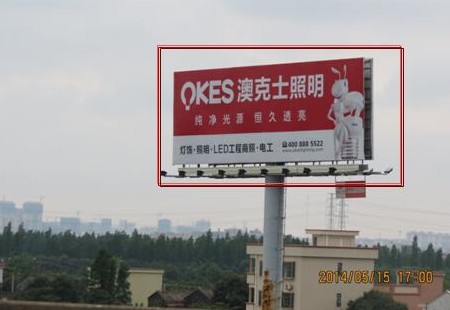 OKES 澳克士照明
纯净光源 恒久透亮
灯饰·照明·LED工程商照·电工
400 888 5522
2014/05/15 17:00